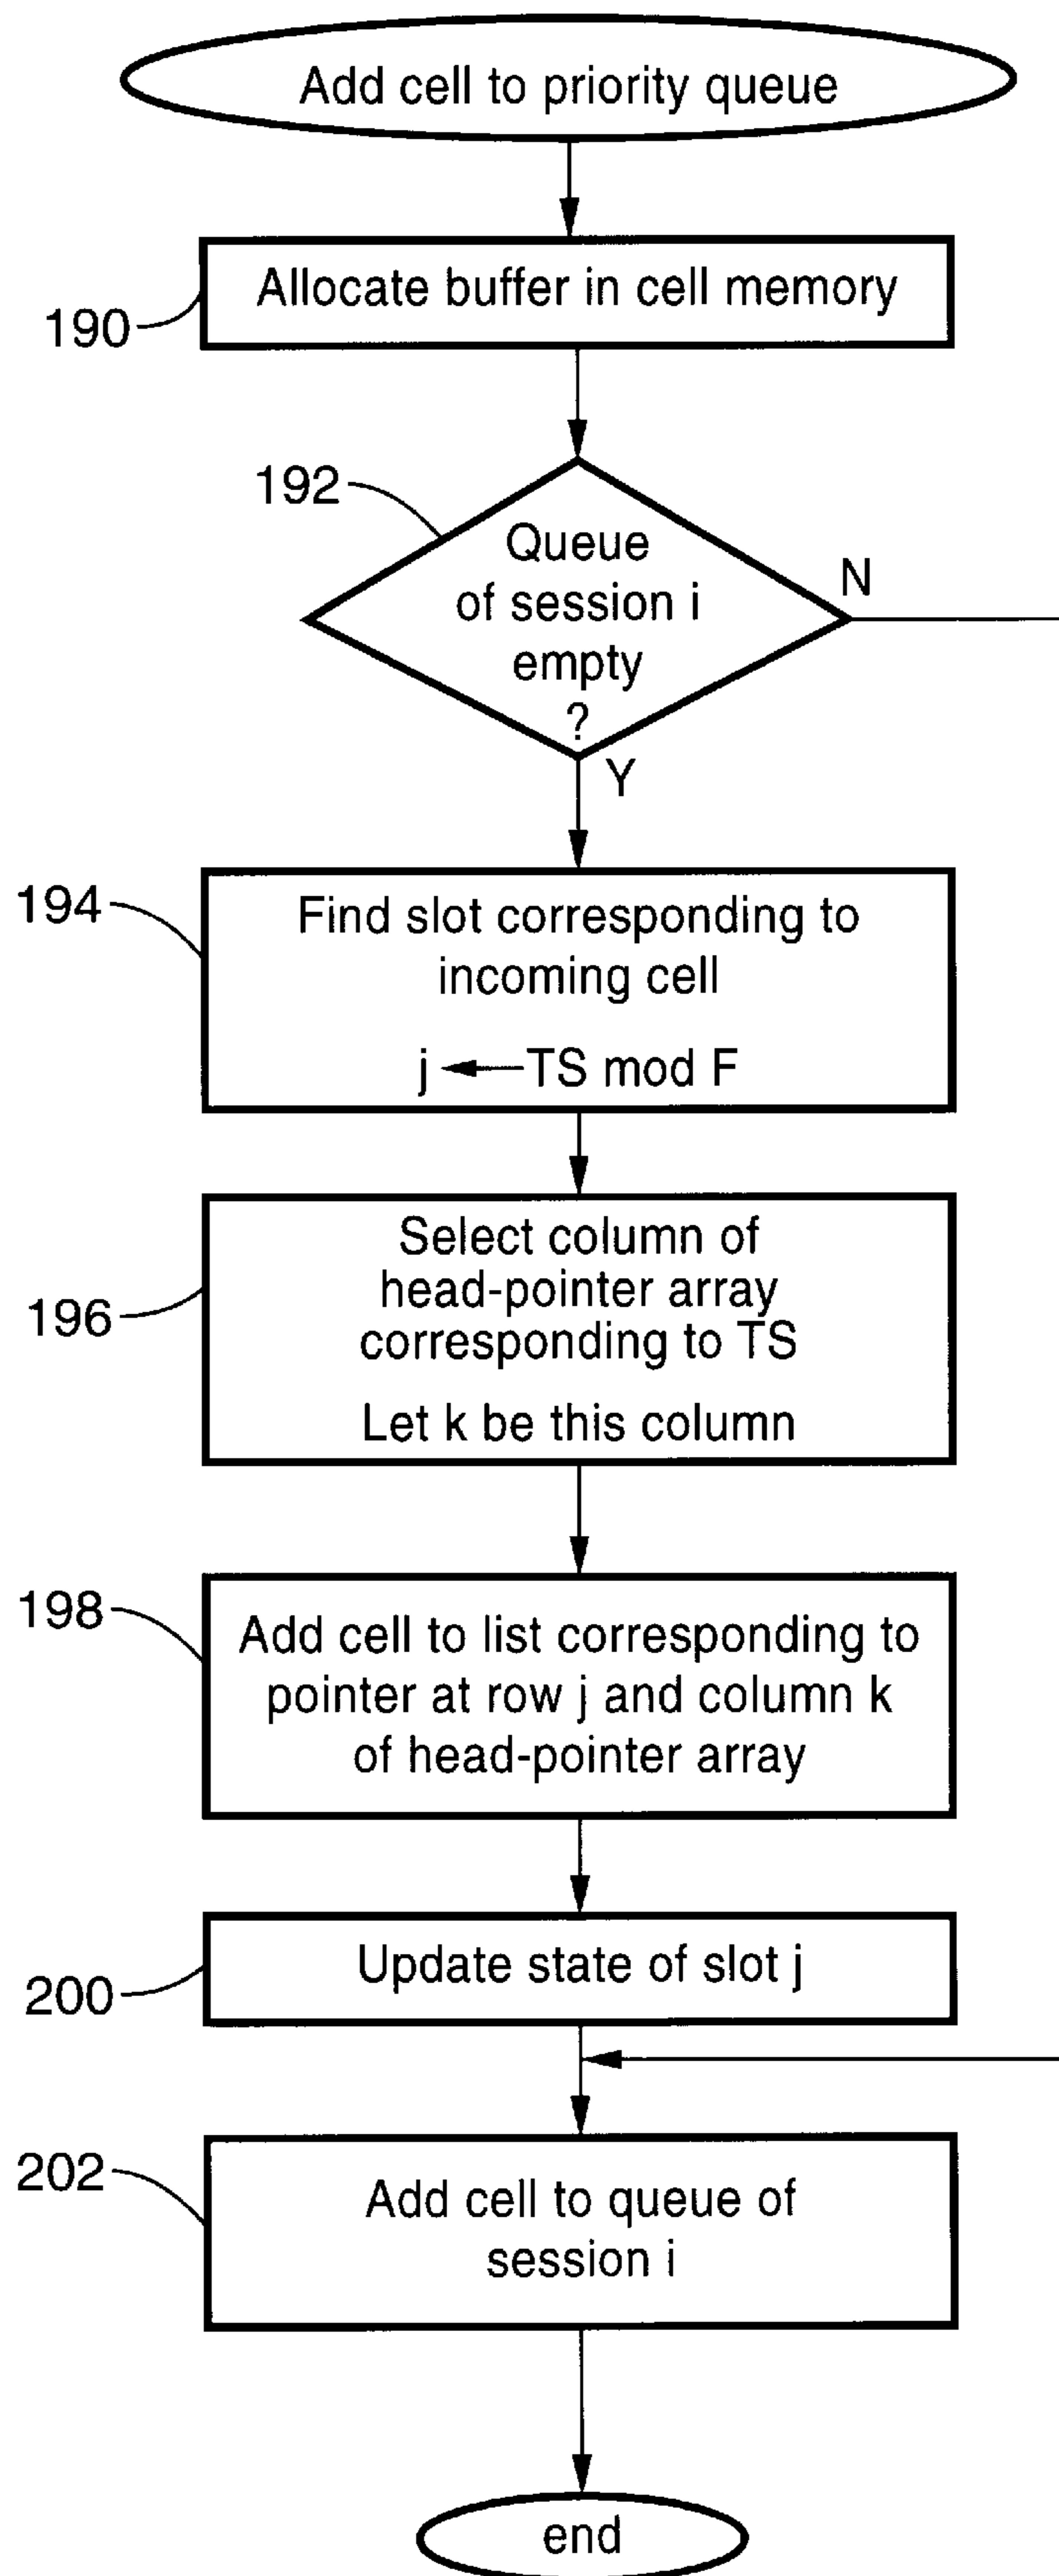 Add cell to priority queue
Allocate buffer in cell memory
190
192
Queue
of session i
empty
?
N
Y
194
Find slot corresponding to
incoming cell
j ← TS mod F
Select column of
head-pointer array
corresponding to TS
196
Let k be this column
198
Add cell to list corresponding to
pointer at row j and column k
of head-pointer array
Update state of slot j
200
202
Add cell to queue of
session i
end